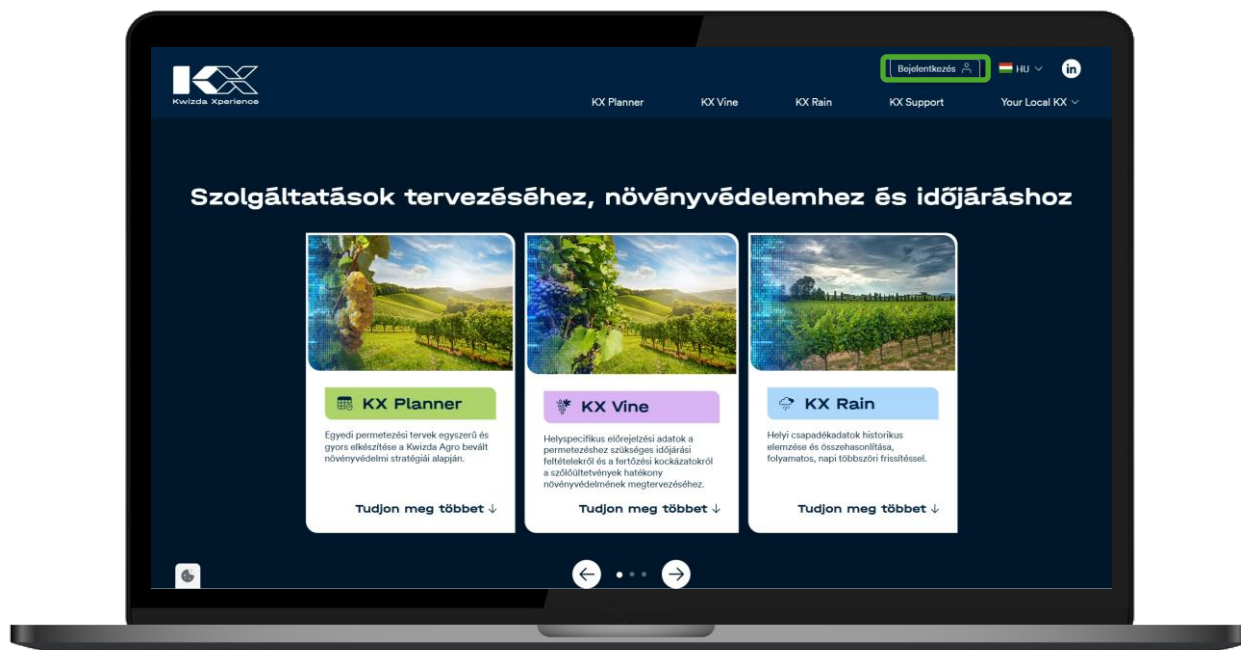 KX
Kwizda Xperience
Bejelentkezés
HU
in
KX Planner
KX Vine
KX Rain
KX Support
Your Local KX
Szolgáltatások tervezéséhez, növényvédelemhez és időjáráshoz
KX Planner
Egyedi permetezési tervek egyszerű és
gyors elkészítése a Kwizda Agro bevált
növényvédelmi stratégiái alapján.
Tudjon meg többet ↓
KX Vine
Helyspecifikus előrejelzési adatok a
permetezéshez szükséges időjárási
feltételekről és a fertőzési kockázatokról
a szőlőültetvények hatékony
növényvédelmének megtervezéséhez.
Tudjon meg többet ↓
KX Rain
Helyi csapadékadatok historikus
elemzése és összehasonlítása,
folyamatos, napi többszöri frissítéssel.
Tudjon meg többet ↓